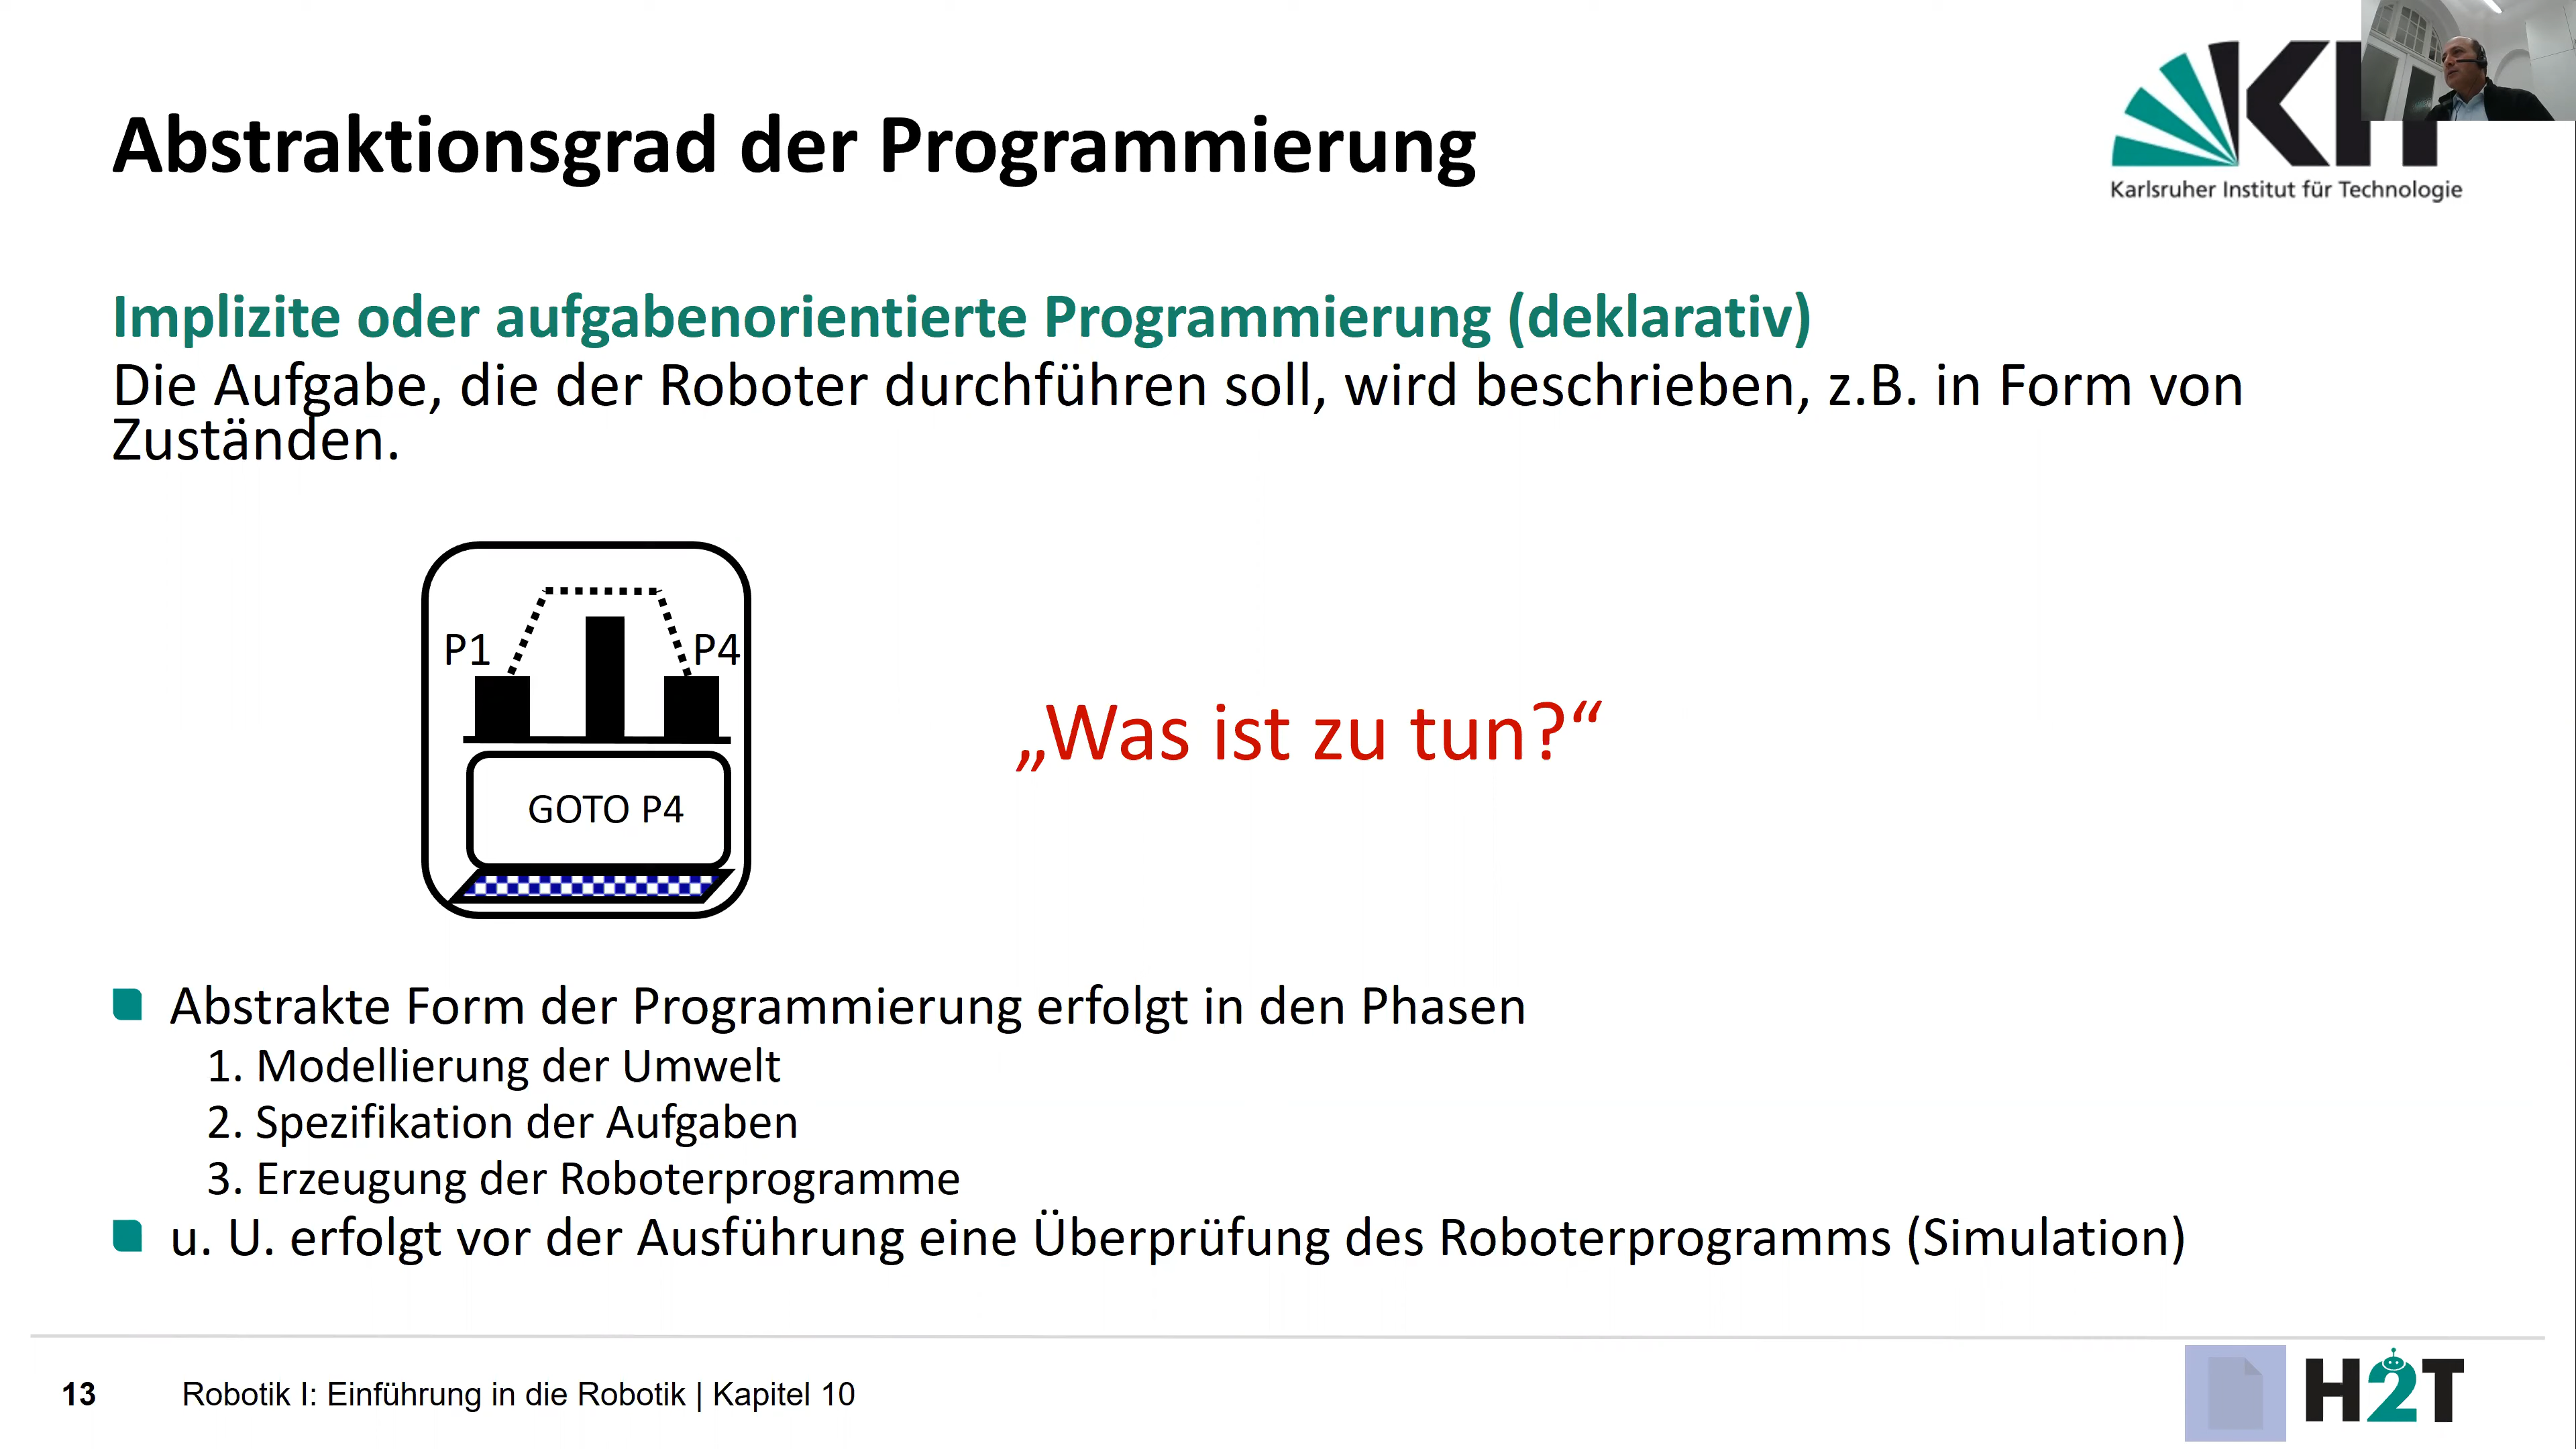 Abstraktionsgrad der Programmierung
Karlsruher Institut für Technologie
Implizite oder aufgabenorientierte Programmierung (deklarativ)
Die Aufgabe, die der Roboter durchführen soll, wird beschrieben, z.B. in Form von
Zuständen.
P1
P4
GOTO P4
„Was ist zu tun?“
Abstrakte Form der Programmierung erfolgt in den Phasen
1. Modellierung der Umwelt
2. Spezifikation der Aufgaben
3. Erzeugung der Roboterprogramme
u. U. erfolgt vor der Ausführung eine Überprüfung des Roboterprogramms (Simulation)
13
Robotik I: Einführung in die Robotik | Kapitel 10
H2T